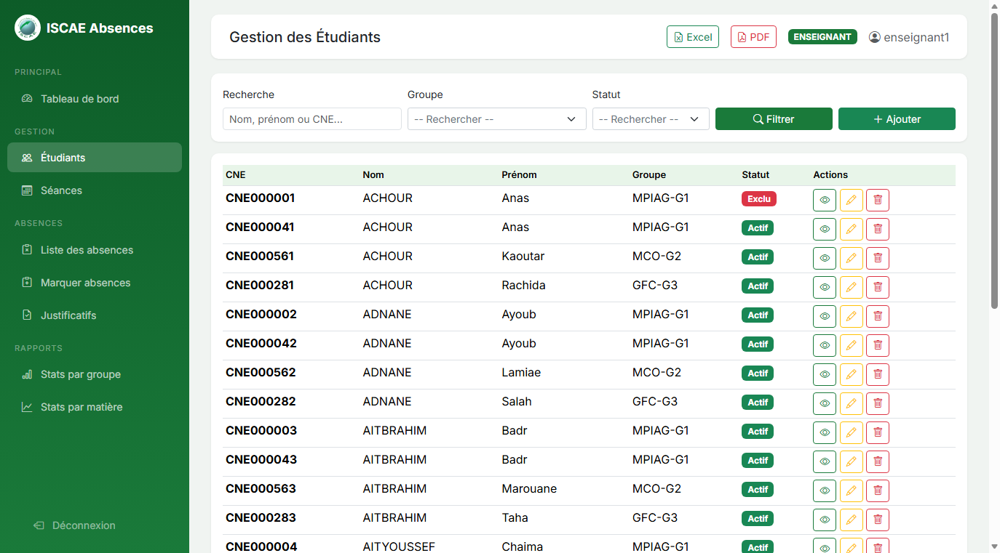 ISCAE Absences
PRINCIPAL
Tableau de bord
GESTION
Étudiants
Séances
ABSENCES
Liste des absences
Marquer absences
Justificatifs
RAPPORTS
Stats par groupe
Stats par matière
Déconnexion
Gestion des Étudiants Excel PDF ENSEIGNANT enseignant1
Recherche Groupe Statut
Nom, prénom ou CNE... -- Rechercher -- -- Rechercher -- Filtrer + Ajouter
CNE Nom Prénom Groupe Statut Actions
CNE000001 ACHOUR Anas MPIAG-G1 Exclu
CNE000041 ACHOUR Anas MPIAG-G1 Actif
CNE000561 ACHOUR Kaoutar MCO-G2 Actif
CNE000281 ACHOUR Rachida GFC-G3 Actif
CNE000002 ADNANE Ayoub MPIAG-G1 Actif
CNE000042 ADNANE Ayoub MPIAG-G1 Actif
CNE000562 ADNANE Lamiae MCO-G2 Actif
CNE000282 ADNANE Salah GFC-G3 Actif
CNE000003 AITBRAHIM Badr MPIAG-G1 Actif
CNE000043 AITBRAHIM Badr MPIAG-G1 Actif
CNE000563 AITBRAHIM Marouane MCO-G2 Actif
CNE000283 AITBRAHIM Taha GFC-G3 Actif
CNE000004 AITYOUSSEF Chaima MPIAG-G1 Actif